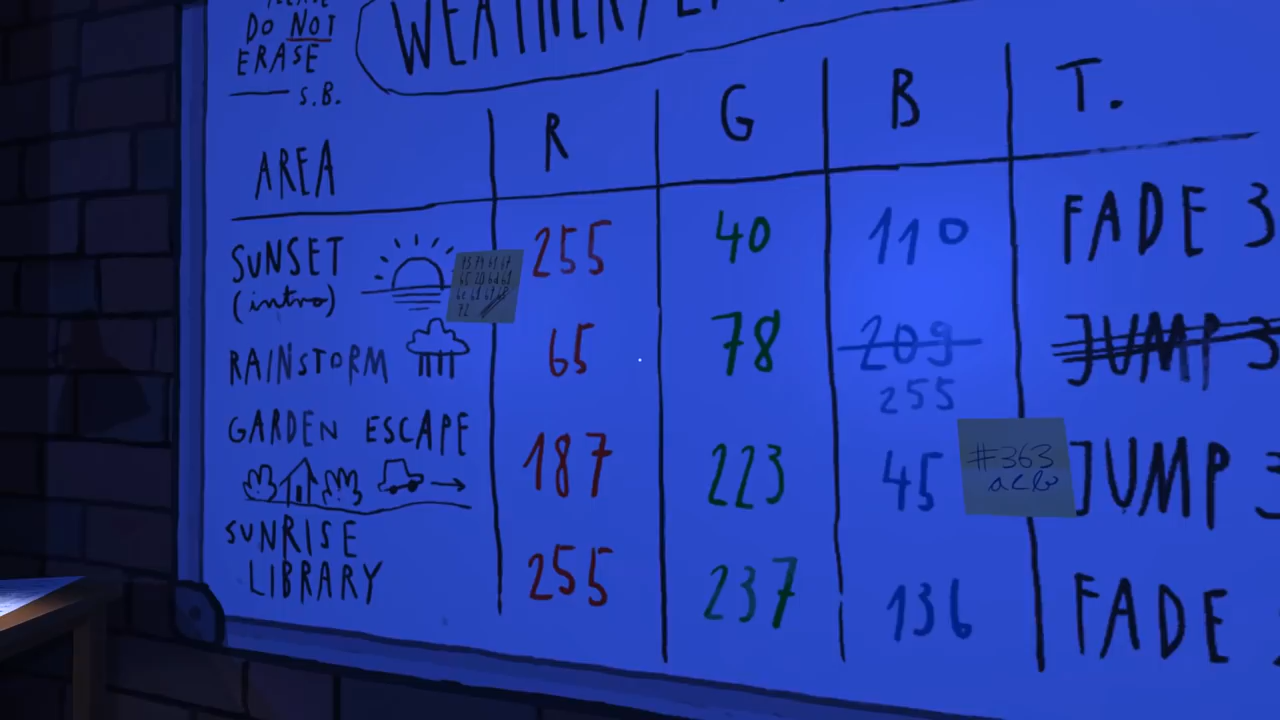 DO NOT
ERASE
S.B.
WEATHER/
AREA R G B T.
SUNSET 255 40 110 FADE 3
(intro)
RAINSTORM 65 78 209 JUMP 3
255
GARDEN ESCAPE 187 223 45 JUMP 3
#363
acb
SUNRISE 255 237 136 FADE
LIBRARY